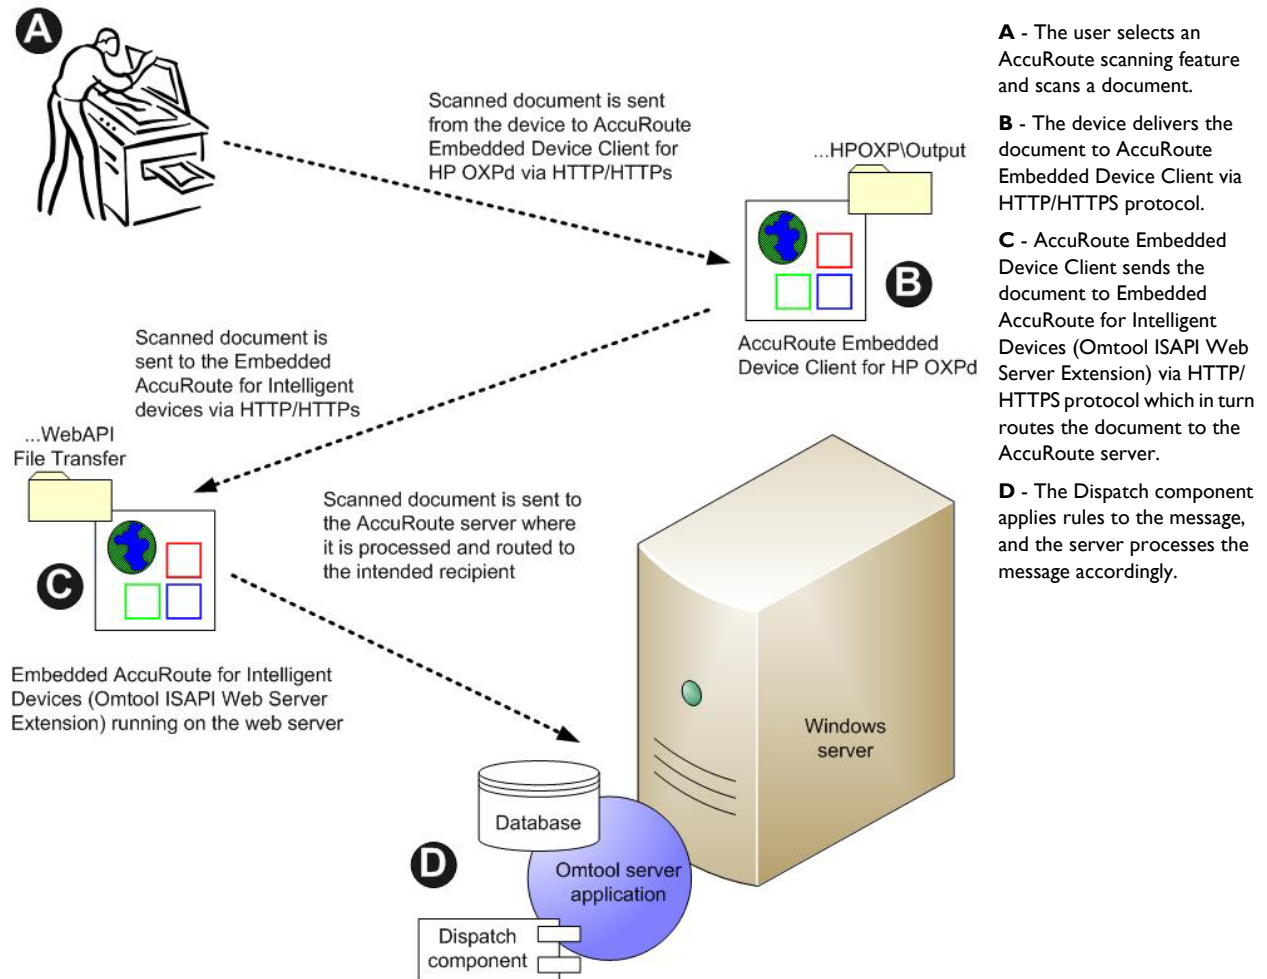 A
Scanned document is sent
from the device to AccuRoute
Embedded Device Client for
HP OXPd via HTTP/HTTPs
...HPOXP\Output
B
AccuRoute Embedded
Device Client for HP OXPd
Scanned document is
sent to the Embedded
AccuRoute for Intelligent
devices via HTTP/HTTPs
...WebAPI
File Transfer
C
Embedded AccuRoute for Intelligent
Devices (Omtool ISAPI Web Server
Extension) running on the web server
Scanned document is sent to
the AccuRoute server where
it is processed and routed to
the intended recipient
Windows
server
Database
D
Omtool server
application
Dispatch
component
A - The user selects an
AccuRoute scanning feature
and scans a document.
B - The device delivers the
document to AccuRoute
Embedded Device Client via
HTTP/HTTPS protocol.
C - AccuRoute Embedded
Device Client sends the
document to Embedded
AccuRoute for Intelligent
Devices (Omtool ISAPI Web
Server Extension) via HTTP/
HTTPS protocol which in turn
routes the document to the
AccuRoute server.
D - The Dispatch component
applies rules to the message,
and the server processes the
message accordingly.